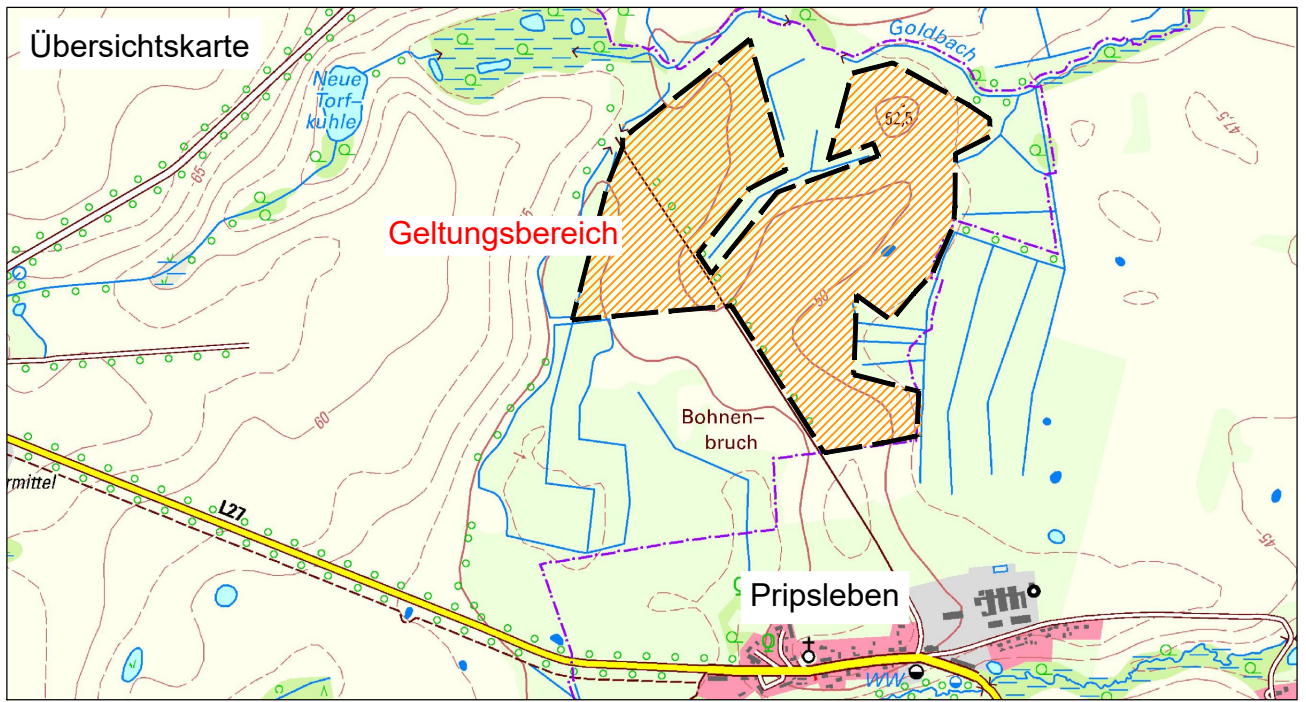 Übersichtskarte
Goldbach
Neue
Torf–
kuhle
52,5
47,5
65
Geltungsbereich
50
60
Bohnen–
bruch
rmittel
L27
45
Pripsleben
WW